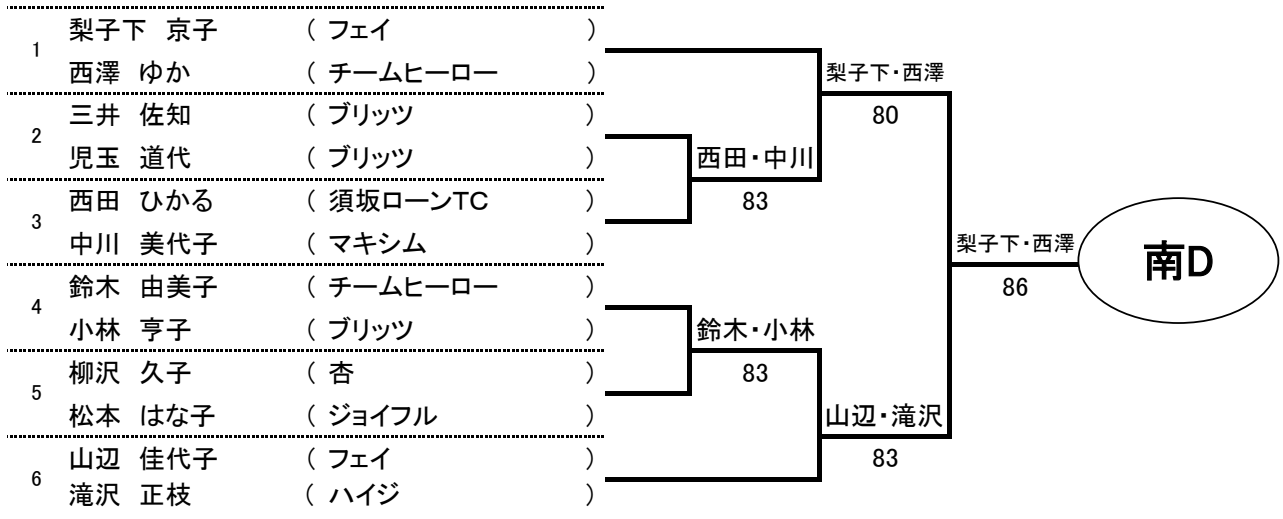 1
梨子下 京子 ( フェイ )
西澤 ゆか ( チームヒーロー )
2
三井 佐知 ( ブリッツ )
児玉 道代 ( ブリッツ )
3
西田 ひかる ( 須坂ローンTC )
中川 美代子 ( マキシム )
4
鈴木 由美子 ( チームヒーロー )
小林 亨子 ( ブリッツ )
5
柳沢 久子 ( 杏 )
松本 はな子 ( ジョイフル )
6
山辺 佳代子 ( フェイ )
滝沢 正枝 ( ハイジ )
西田・中川
83
鈴木・小林
83
梨子下・西澤
80
山辺・滝沢
83
梨子下・西澤
86
南D